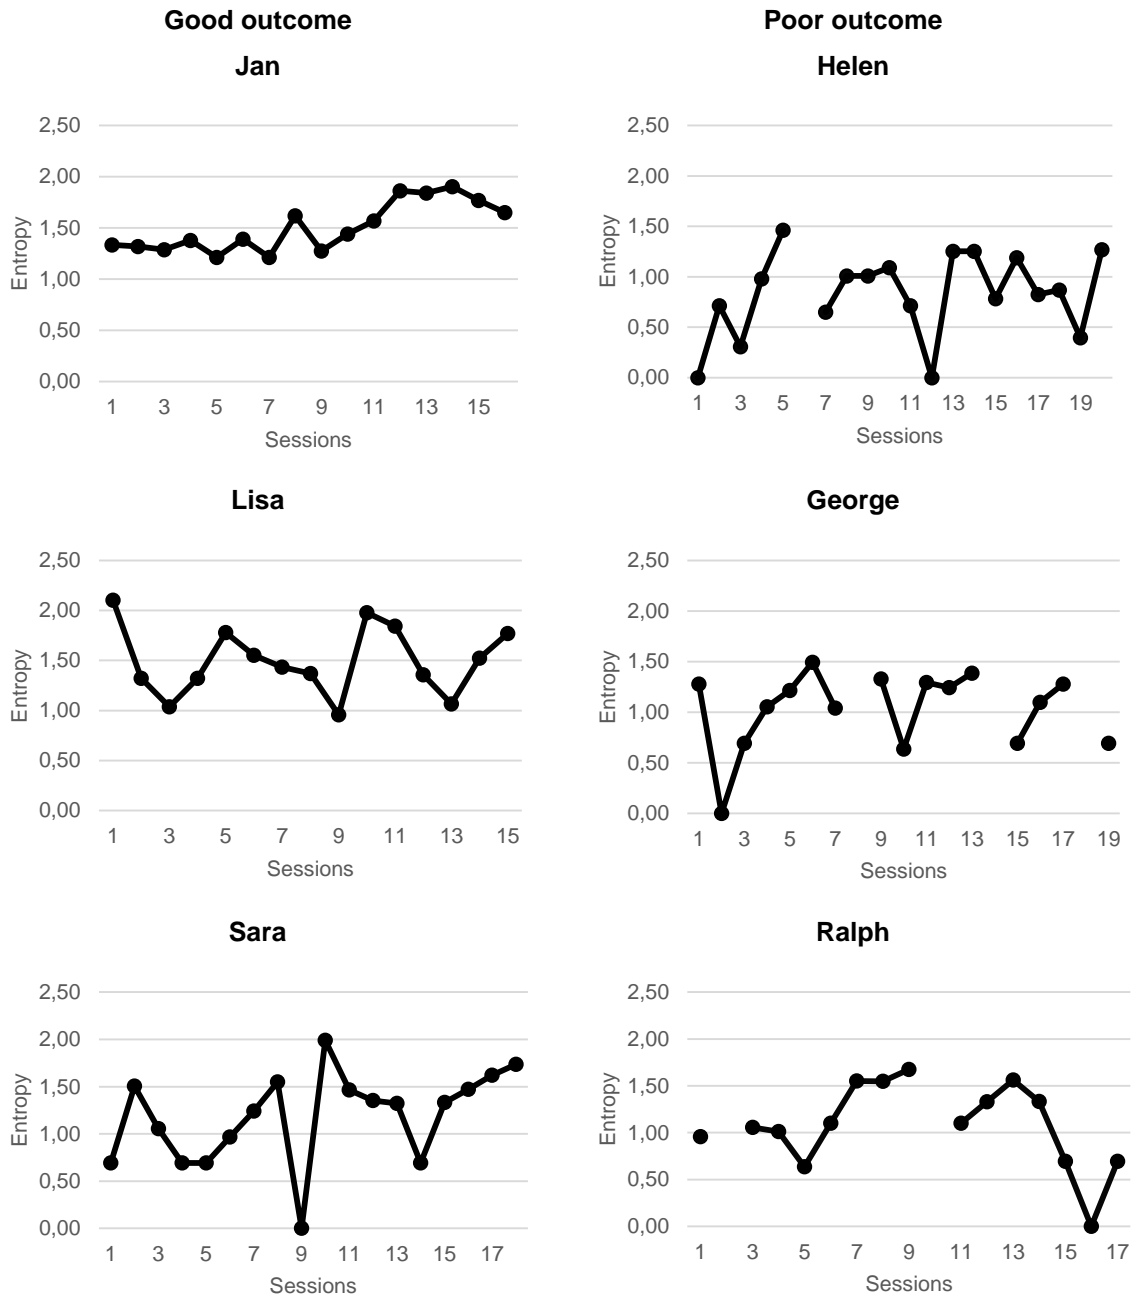 Good outcome
Poor outcome
Jan
2,50
2,00
1,50
1,00
0,50
0,00
Entropy
1 3 5 7 9 11 13 15
Sessions
Helen
2,50
2,00
1,50
1,00
0,50
0,00
Entropy
1 3 5 7 9 11 13 15 17 19
Sessions
Lisa
2,50
2,00
1,50
1,00
0,50
0,00
Entropy
1 3 5 7 9 11 13 15
Sessions
George
2,50
2,00
1,50
1,00
0,50
0,00
Entropy
1 3 5 7 9 11 13 15 17 19
Sessions
Sara
2,50
2,00
1,50
1,00
0,50
0,00
Entropy
1 3 5 7 9 11 13 15 17
Sessions
Ralph
2,50
2,00
1,50
1,00
0,50
0,00
Entropy
1 3 5 7 9 11 13 15 17
Sessions